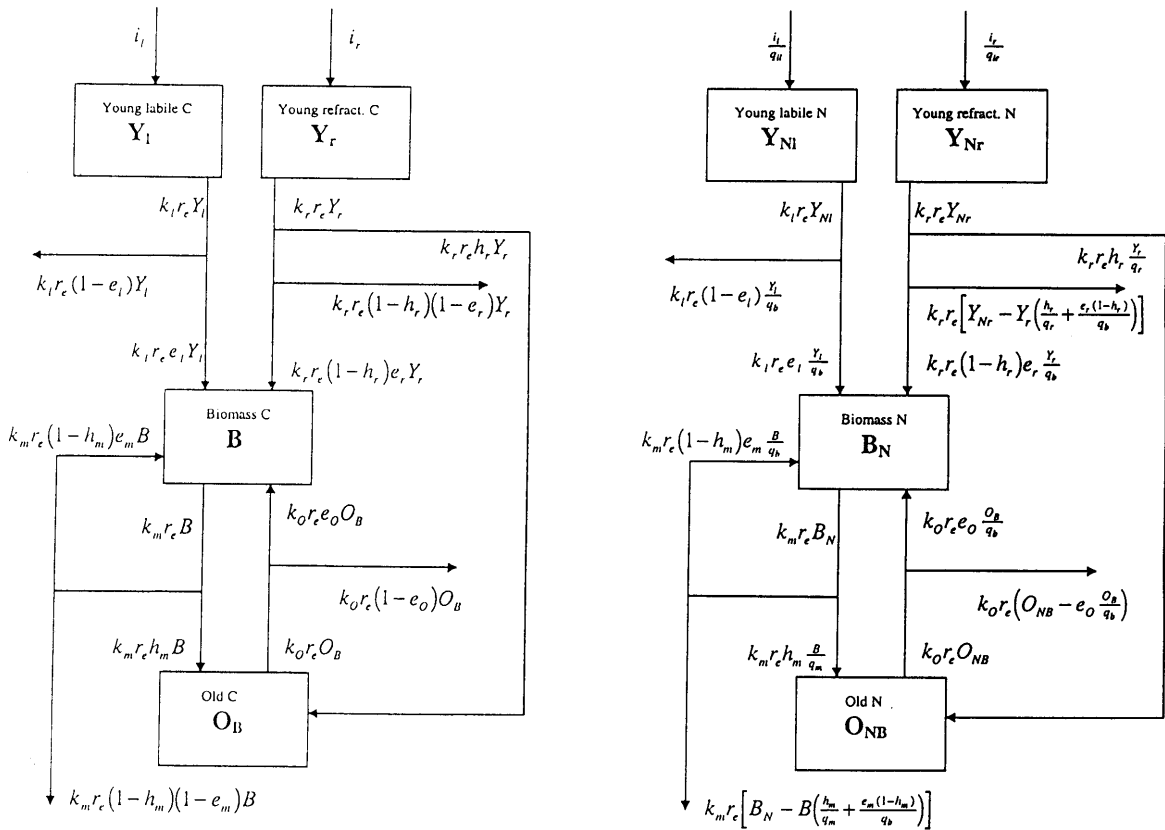 i_l
i_r
Young labile C
Y_l
Young refract. C
Y_r
k_l r_e Y_l
k_r r_e Y_r
k_r r_e h_r Y_r
k_l r_e (1 − e_l) Y_l
k_r r_e (1 − h_r)(1 − e_r) Y_r
k_l r_e e_l Y_l
k_r r_e (1 − h_r) e_r Y_r
Biomass C
B
k_m r_e (1 − h_m) e_m B
k_m r_e B
k_O r_e e_O O_B
k_O r_e (1 − e_O) O_B
k_m r_e h_m B
k_O r_e O_B
Old C
O_B
k_m r_e (1 − h_m)(1 − e_m) B
i_l/q_il
i_r/q_ir
Young labile N
Y_Nl
Young refract. N
Y_Nr
k_l r_e Y_Nl
k_r r_e Y_Nr
k_r r_e h_r Y_r/q_r
k_l r_e (1 − e_l) Y_l/q_b
k_r r_e [Y_Nr − Y_r (h_r/q_r + e_r(1−h_r)/q_b)]
k_l r_e e_l Y_l/q_b
k_r r_e (1 − h_r) e_r Y_r/q_b
Biomass N
B_N
k_m r_e (1 − h_m) e_m B/q_b
k_m r_e B_N
k_O r_e e_O O_B/q_b
k_O r_e (O_NB − e_O O_B/q_b)
k_m r_e h_m B/q_m
k_O r_e O_NB
Old N
O_NB
k_m r_e [B_N − B (h_m/q_m + e_m(1−h_m)/q_b)]